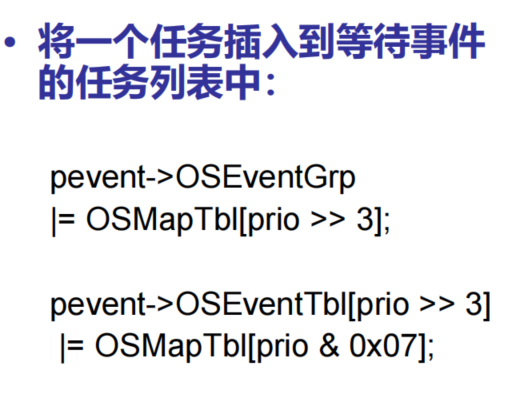 • 将一个任务插入到等待事件
的任务列表中：
pevent->OSEventGrp
|= OSMapTbl[prio >> 3];
pevent->OSEventTbl[prio >> 3]
|= OSMapTbl[prio & 0x07];